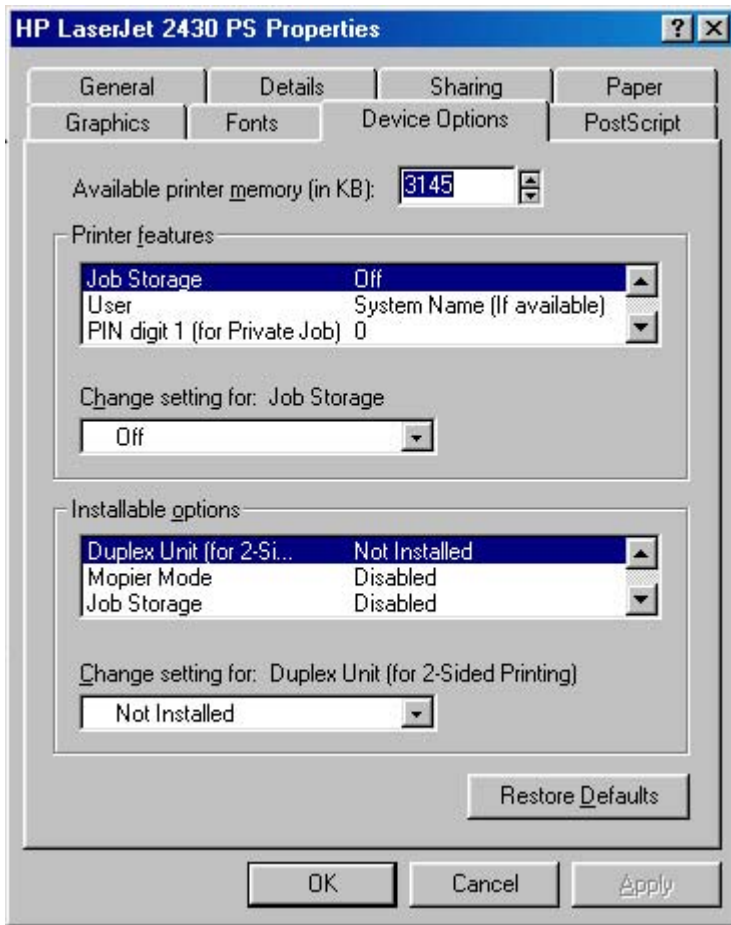 HP LaserJet 2430 PS Properties
General Details Sharing Paper
Graphics Fonts Device Options PostScript
Available printer memory (in KB): 3145
Printer features
Job Storage Off
User System Name (If available)
PIN digit 1 (for Private Job) 0
Change setting for: Job Storage
Off
Installable options
Duplex Unit (for 2-Si... Not Installed
Mopier Mode Disabled
Job Storage Disabled
Change setting for: Duplex Unit (for 2-Sided Printing)
Not Installed
Restore Defaults
OK Cancel Apply